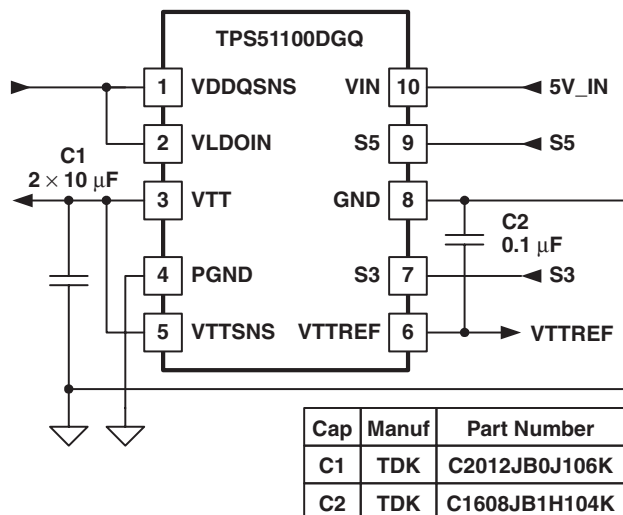 TPS51100DGQ
1 VDDQSNS VIN 10 5V_IN
2 VLDOIN S5 9 S5
C1
2 × 10 μF
3 VTT GND 8
C2
0.1 μF
4 PGND S3 7 S3
5 VTTSNS VTTREF 6 VTTREF
Cap Manuf Part Number
C1 TDK C2012JB0J106K
C2 TDK C1608JB1H104K